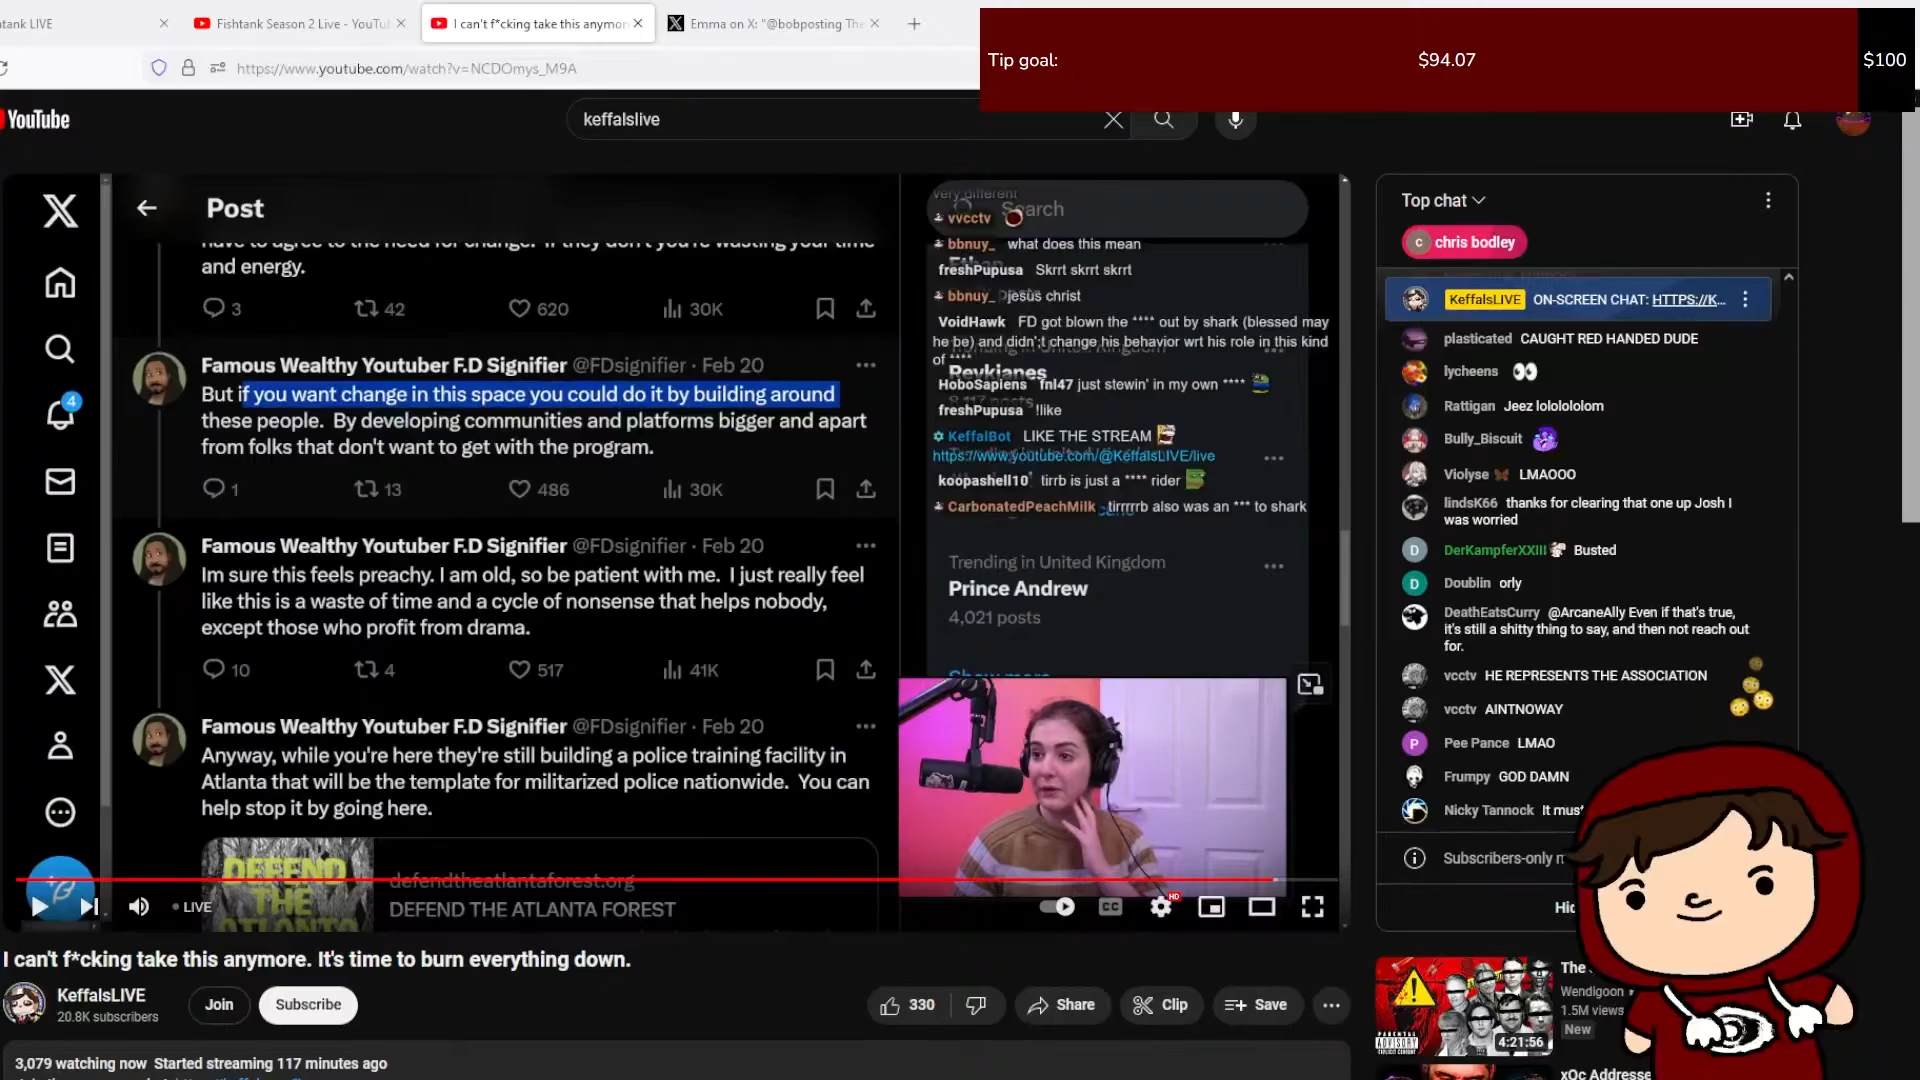 tank LIVE
Fishtank Season 2 Live - YouTu
I can't f*cking take this anymor
Emma on X: "@bobposting The
Tip goal:
$94.07
$100
https://www.youtube.com/watch?v=NCDOmys_M9A
YouTube
keffalslive
Post
have to agree to the need for change. If they don't you're wasting your time
and energy.
3
42
620
30K
Famous Wealthy Youtuber F.D Signifier @FDsignifier · Feb 20
But if you want change in this space you could do it by building around
these people. By developing communities and platforms bigger and apart
from folks that don't want to get with the program.
1
13
486
30K
4
Famous Wealthy Youtuber F.D Signifier @FDsignifier · Feb 20
Im sure this feels preachy. I am old, so be patient with me. I just really feel
like this is a waste of time and a cycle of nonsense that helps nobody,
except those who profit from drama.
10
4
517
41K
Famous Wealthy Youtuber F.D Signifier @FDsignifier · Feb 20
Anyway, while you're here they're still building a police training facility in
Atlanta that will be the template for militarized police nationwide. You can
help stop it by going here.
DEFEND
THE
ATLANTA
defendtheatlantaforest.org
DEFEND THE ATLANTA FOREST
very different
Search
vvcctv
bbnuy_ what does this mean
freshPupusa Skrrt skrrt skrrt
bbnuy_ jesus christ
VoidHawk FD got blown the **** out by shark (blessed may
he be) and didn';t change his behavior wrt his role in this kind
of ****
Reykjanes
HoboSapiens_fnl47 just stewin' in my own ****
freshPupusa !like
KeffalBot LIKE THE STREAM
https://www.youtube.com/@KeffalsLIVE/live
koopashell10 tirrb is just a **** rider
CarbonatedPeachMilk tirrrrrb also was an *** to shark
Trending in United Kingdom
Prince Andrew
4,021 posts
Show more
LIVE
CC
HD
Top chat
c chris bodley
KeffalsLIVE ON-SCREEN CHAT: HTTPS://K...
plasticated CAUGHT RED HANDED DUDE
lycheens
Rattigan Jeez lolololol­om
Bully_Biscuit
Violyse LMAOOO
lindsK66 thanks for clearing that one up Josh I
was worried
D DerKampferXXIII Busted
D Doublin orly
DeathEatsCurry @ArcaneAlly Even if that's true,
it's still a shitty thing to say, and then not reach out
for.
vcctv HE REPRESENTS THE ASSOCIATION
vcctv AINTNOWAY
P Pee Pance LMAO
Frumpy GOD DAMN
Nicky Tannock It mus
Subscribers-only m
Hid
I can't f*cking take this anymore. It's time to burn everything down.
KeffalsLIVE
20.8K subscribers
Join
Subscribe
330
Share
Clip
Save
3,079 watching now Started streaming 117 minutes ago
The
Wendigoon
1.5M views
New
PARENTAL
ADVISORY
EXPLICIT CONTENT
4:21:56
xQc Addresse